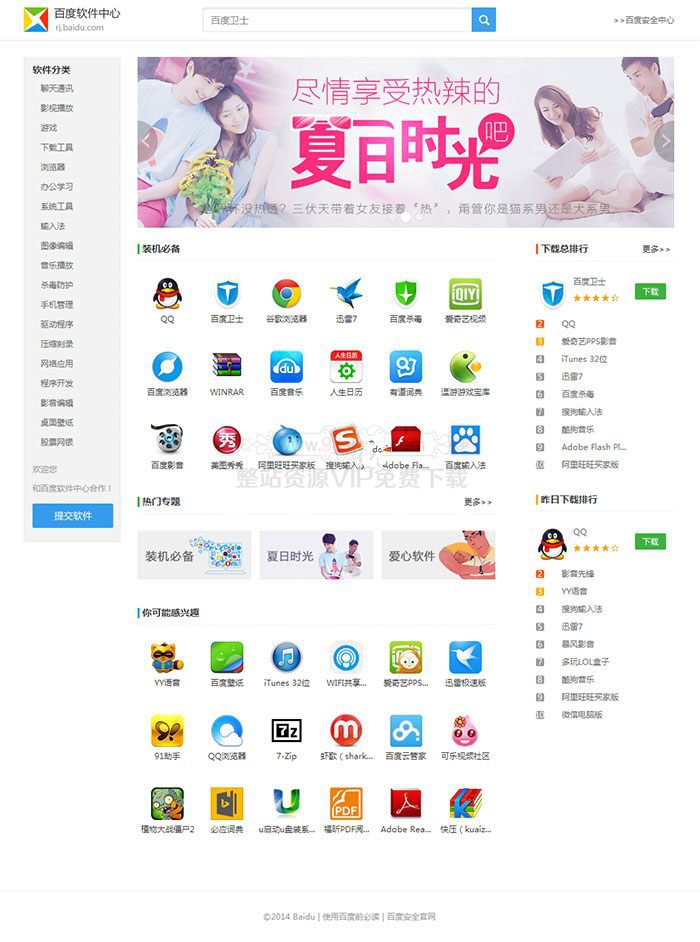 百度软件中心
rj.baidu.com
百度卫士
>>百度安全中心
软件分类
聊天通讯
影视播放
游戏
下载工具
浏览器
办公学习
系统工具
输入法
图像编辑
音乐播放
杀毒防护
手机管理
驱动程序
压缩刻录
网络应用
程序开发
影音编辑
桌面壁纸
股票网银
欢迎您
和百度软件中心合作！
提交软件
尽情享受热辣的
夏日时光吧
怀没热透？三伏天带着女友接着“热”，甭管你是猫系男还是犬系男
装机必备
QQ
百度卫士
谷歌浏览器
迅雷7
百度杀毒
爱奇艺视频
百度浏览器
WINRAR
百度音乐
人生日历
有道词典
逗游游戏宝库
百度影音
美图秀秀
阿里旺旺买家版
搜狗输入法
Adobe Fla...
百度输入法
整站资源VIP免费下载
热门专题
更多>>
装机必备
夏日时光
爱心软件
你可能感兴趣
YY语音
百度壁纸
iTunes 32位
WIFI共享...
爱奇艺PPS...
迅雷极速版
91助手
QQ浏览器
7-Zip
虾歌（shark...
百度云管家
可乐视频社区
植物大战僵尸2
必应词典
u启动u盘装系...
福昕PDF阅...
Adobe Rea...
快压（kuaiz...
下载总排行
更多>>
百度卫士
下载
2 QQ
3 爱奇艺PPS影音
4 iTunes 32位
5 迅雷7
6 百度杀毒
7 搜狗输入法
8 酷狗音乐
9 Adobe Flash Pl...
10 阿里旺旺买家版
昨日下载排行
QQ
下载
2 影音先锋
3 YY语音
4 搜狗输入法
5 迅雷7
6 暴风影音
7 多玩LOL盒子
8 酷狗音乐
9 阿里旺旺买家版
10 微信电脑版
©2014 Baidu | 使用百度前必读 | 百度安全官网